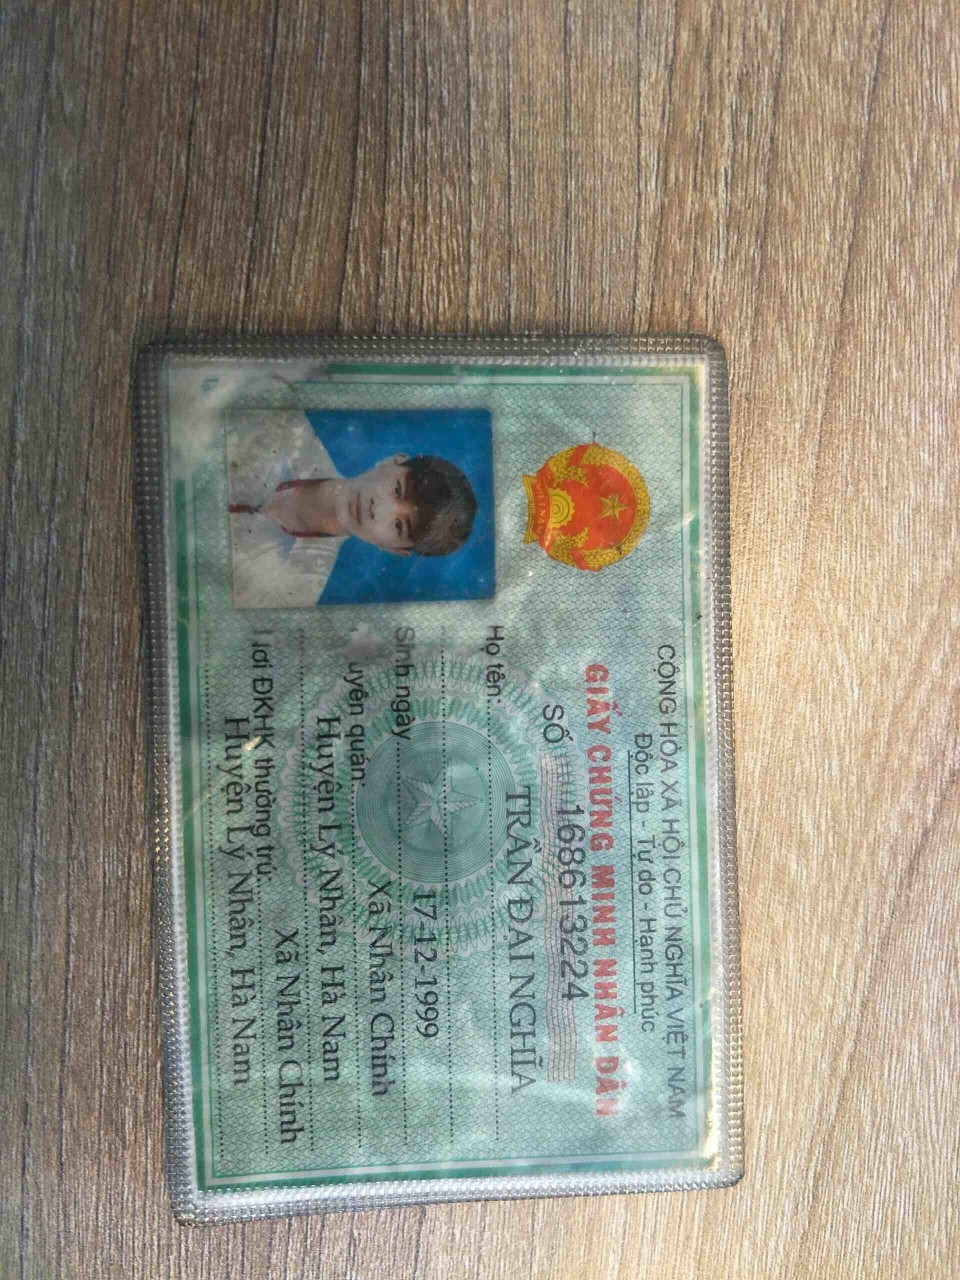 CỘNG HÒA XÃ HỘI CHỦ NGHĨA VIỆT NAM
Độc lập - Tự do - Hạnh phúc
GIẤY CHỨNG MINH NHÂN DÂN
SỐ 168613224
Họ tên: TRẦN ĐẠI NGHĨA
Sinh ngày 17-12-1999
uyên quán: Xã Nhân Chính
Huyện Lý Nhân, Hà Nam
ơi ĐKHK thường trú: Xã Nhân Chính
Huyện Lý Nhân, Hà Nam
VIỆT NAM